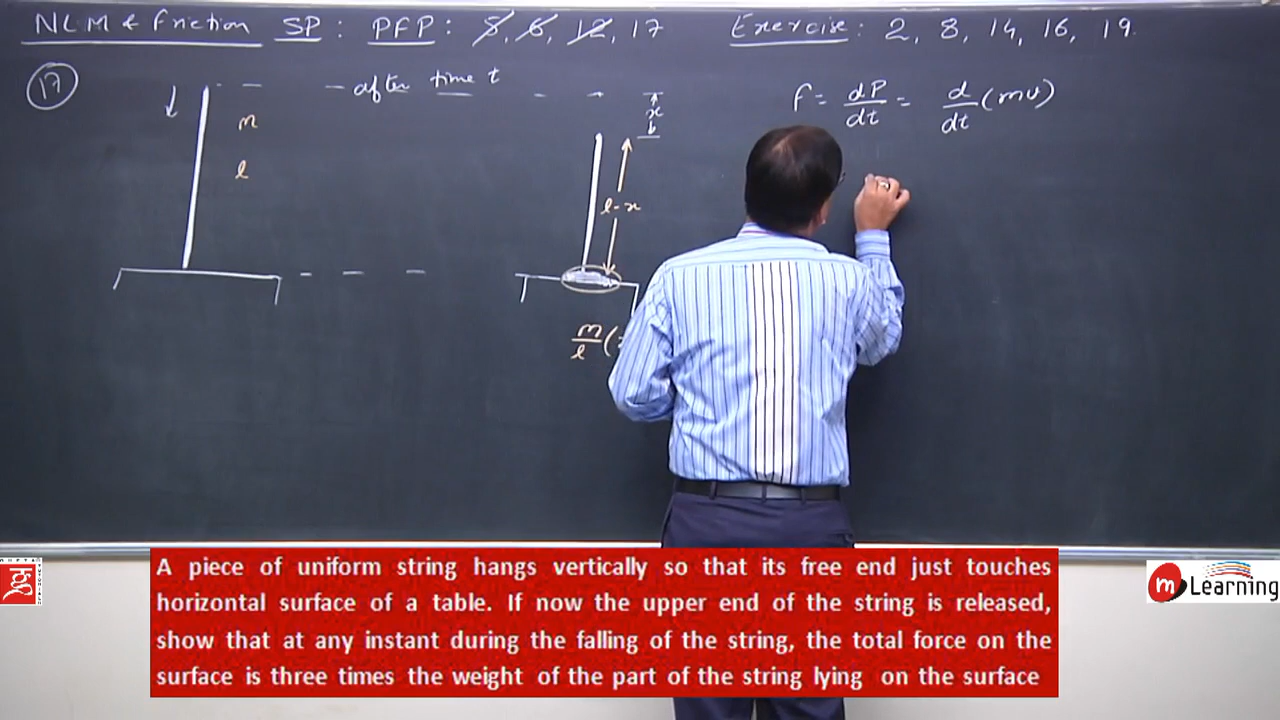 NLM & Friction SP : PFP : 5, 6, 12, 17 Exercise : 2, 8, 14, 16, 19
17
after time t
m
l
x
l-x
m/l (
F = dP/dt = d/dt (mv)
A piece of uniform string hangs vertically so that its free end just touches
horizontal surface of a table. If now the upper end of the string is released,
show that at any instant during the falling of the string, the total force on the
surface is three times the weight of the part of the string lying on the surface
m Learning